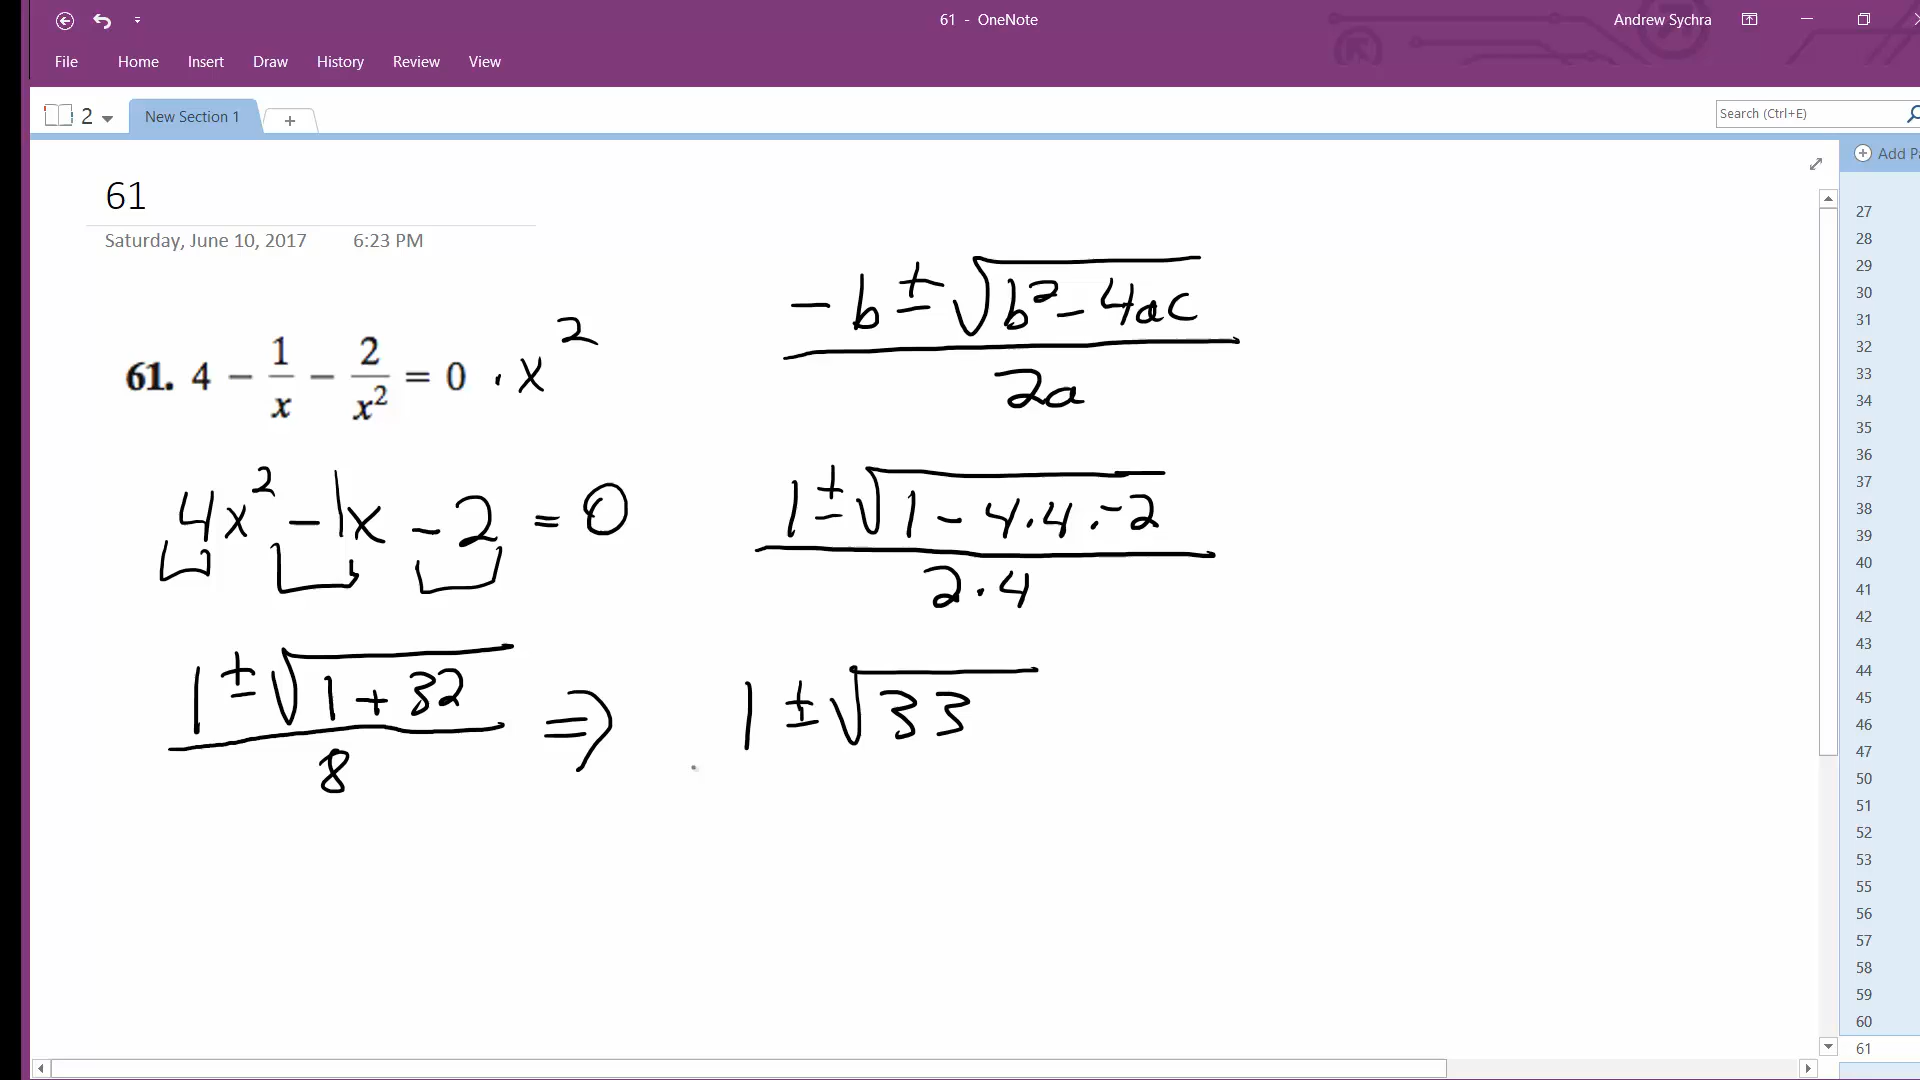 61 - OneNote
Andrew Sychra
File Home Insert Draw History Review View
2 New Section 1 +
Search (Ctrl+E)
Add
61
Saturday, June 10, 2017 6:23 PM
61. 4 - 1/x - 2/x² = 0 · x²
4x² - 1x - 2 = 0
1 ± √(1 + 32) / 8 ⇒
-b ± √(b² - 4ac) / 2a
1 ± √(1 - 4·4·-2) / 2·4
1 ± √33
27
28
29
30
31
32
33
34
35
36
37
38
39
40
41
42
43
44
45
46
47
50
51
52
53
55
56
57
58
59
60
61